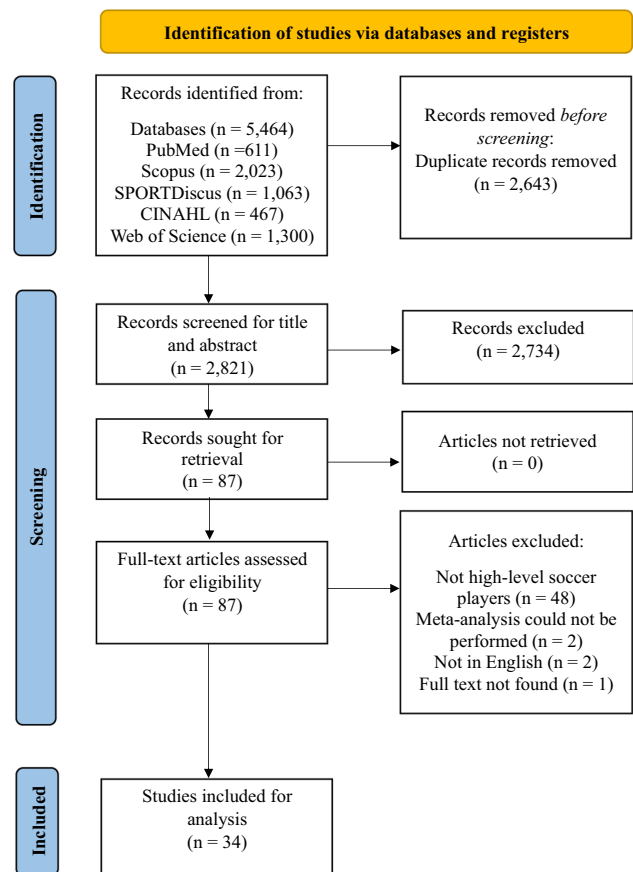 Identification of studies via databases and registers
Identification
Records identified from:
Databases (n = 5,464)
PubMed (n =611)
Scopus (n = 2,023)
SPORTDiscus (n = 1,063)
CINAHL (n = 467)
Web of Science (n = 1,300)
Records removed before
screening:
Duplicate records removed
(n = 2,643)
Screening
Records screened for title
and abstract
(n = 2,821)
Records excluded
(n = 2,734)
Records sought for
retrieval
(n = 87)
Articles not retrieved
(n = 0)
Full-text articles assessed
for eligibility
(n = 87)
Articles excluded:
Not high-level soccer
players (n = 48)
Meta-analysis could not be
performed (n = 2)
Not in English (n = 2)
Full text not found (n = 1)
Included
Studies included for
analysis
(n = 34)